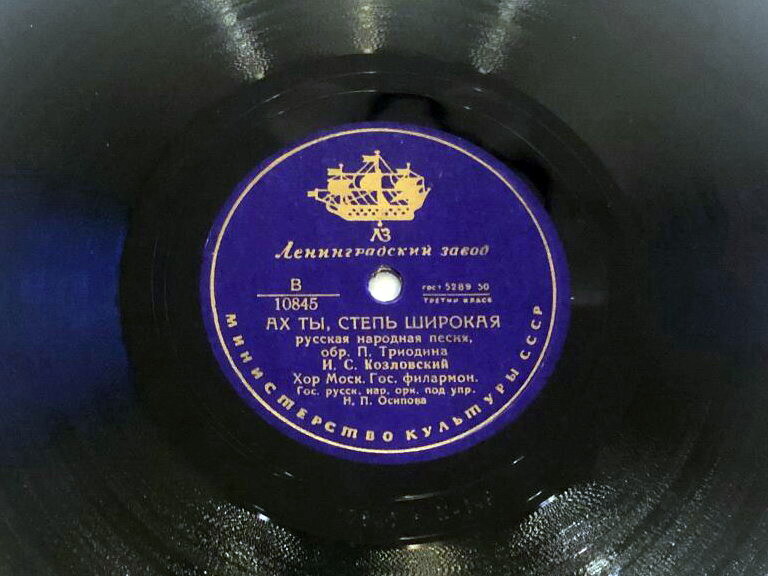 ЛЗ
Ленинградский завод
В
10845
ГОСТ 5289 50
ТРЕТИЙ КЛАСС
АХ ТЫ, СТЕПЬ ШИРОКАЯ
русская народная песня,
обр. П. Триодина
И. С. Козловский
Хор Моск. Гос. филармон.
Гос. русск. нар. орк. под упр.
Н. П. Осипова
МИНИСТЕРСТВО КУЛЬТУРЫ СССР